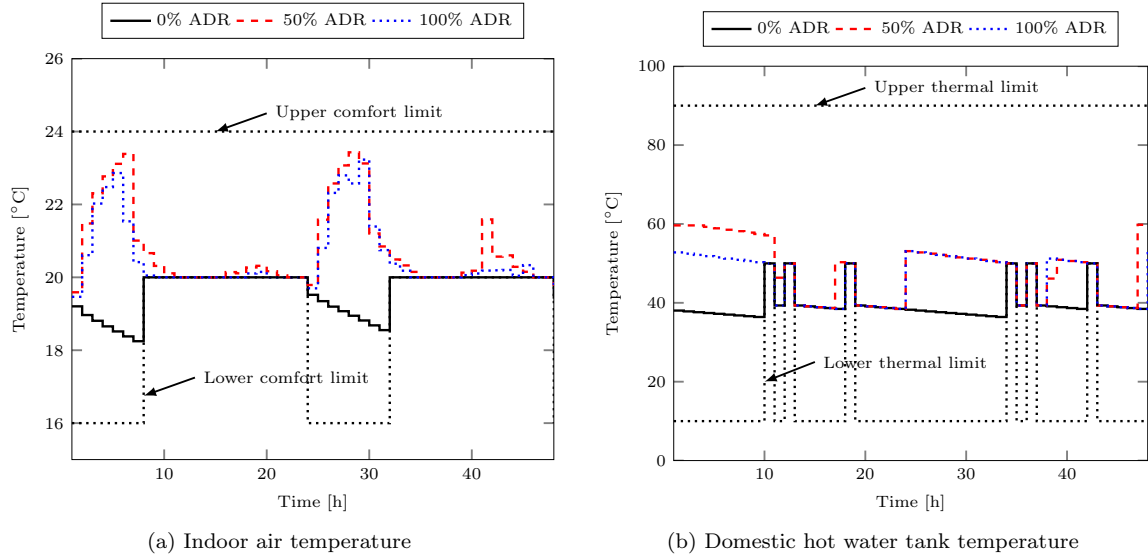 0% ADR 50% ADR 100% ADR
26
24
22
20
18
16
Temperature [°C]
Upper comfort limit
Lower comfort limit
10 20 30 40
Time [h]
(a) Indoor air temperature
0% ADR 50% ADR 100% ADR
100
80
60
40
20
0
Temperature [°C]
Upper thermal limit
Lower thermal limit
10 20 30 40
Time [h]
(b) Domestic hot water tank temperature